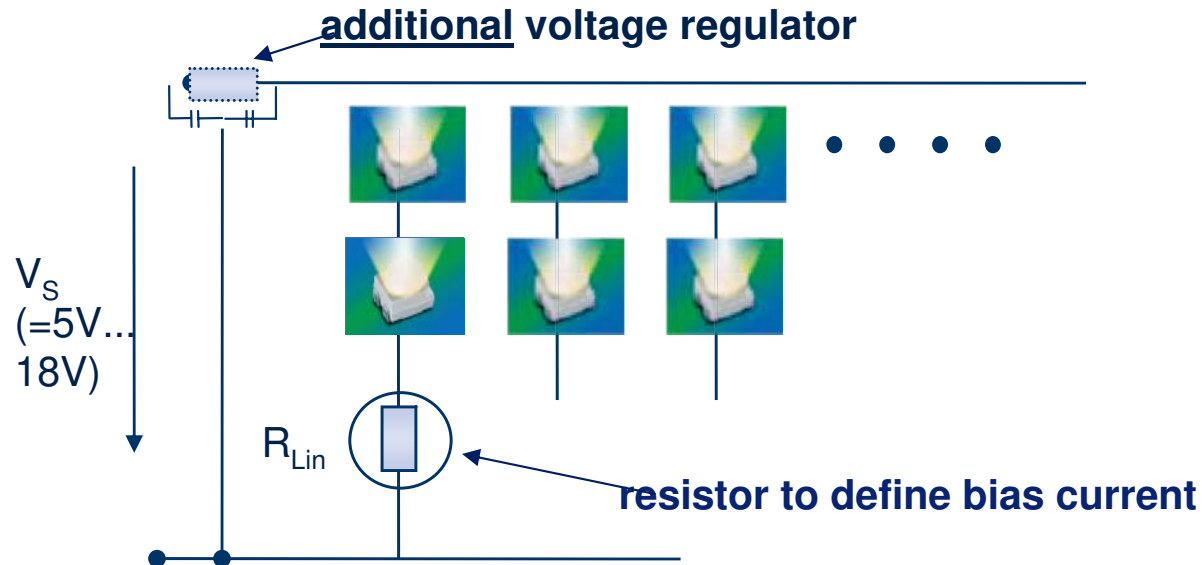 additional voltage regulator
V_S
(=5V...
18V)
R_Lin
resistor to define bias current